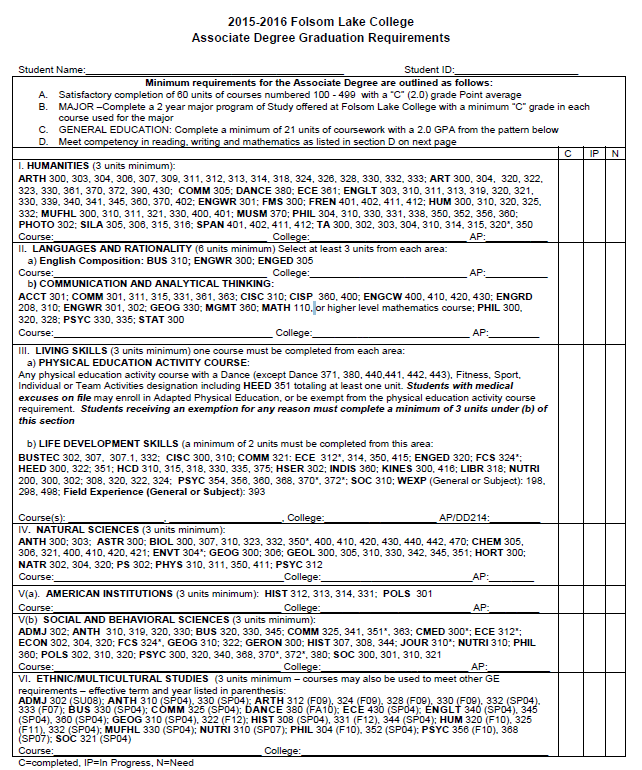 2015-2016 Folsom Lake College
Associate Degree Graduation Requirements
Student Name: Student ID:
Minimum requirements for the Associate Degree are outlined as follows:
A. Satisfactory completion of 60 units of courses numbered 100 - 499 with a "C" (2.0) grade Point average
B. MAJOR –Complete a 2 year major program of Study offered at Folsom Lake College with a minimum "C" grade in each
course used for the major
C. GENERAL EDUCATION: Complete a minimum of 21 units of coursework with a 2.0 GPA from the pattern below
D. Meet competency in reading, writing and mathematics as listed in section D on next page
C IP N
I. HUMANITIES (3 units minimum):
ARTH 300, 303, 304, 306, 307, 309, 311, 312, 313, 314, 318, 324, 326, 328, 330, 332, 333; ART 300, 304, 320, 322,
323, 330, 361, 370, 372, 390, 430; COMM 305; DANCE 380; ECE 361; ENGLT 303, 310, 311, 313, 319, 320, 321,
330, 339, 340, 341, 345, 360, 370, 402; ENGWR 301; FMS 300; FREN 401, 402, 411, 412; HUM 300, 310, 320, 325,
332; MUFHL 300, 310, 311, 321, 330, 400, 401; MUSM 370; PHIL 304, 310, 330, 331, 338, 350, 352, 356, 360;
PHOTO 302; SILA 305, 306, 315, 316; SPAN 401, 402, 411, 412; TA 300, 302, 303, 304, 310, 314, 315, 320*, 350
Course: College: AP:
II. LANGUAGES AND RATIONALITY (6 units minimum) Select at least 3 units from each area:
a) English Composition: BUS 310; ENGWR 300; ENGED 305
Course: College: AP:
b) COMMUNICATION AND ANALYTICAL THINKING:
ACCT 301; COMM 301, 311, 315, 331, 361, 363; CISC 310; CISP 360, 400; ENGCW 400, 410, 420, 430; ENGRD
208, 310; ENGWR 301, 302; GEOG 330; MGMT 360; MATH 110, or higher level mathematics course; PHIL 300,
320, 328; PSYC 330, 335; STAT 300
Course: College: AP:
III. LIVING SKILLS (3 units minimum) one course must be completed from each area:
a) PHYSICAL EDUCATION ACTIVITY COURSE:
Any physical education activity course with a Dance (except Dance 371, 380, 440,441, 442, 443), Fitness, Sport,
Individual or Team Activities designation including HEED 351 totaling at least one unit. Students with medical
excuses on file may enroll in Adapted Physical Education, or be exempt from the physical education activity course
requirement. Students receiving an exemption for any reason must complete a minimum of 3 units under (b) of
this section
b) LIFE DEVELOPMENT SKILLS (a minimum of 2 units must be completed from this area:
BUSTEC 302, 307, 307.1, 332; CISC 300, 310; COMM 321: ECE 312*, 314, 350, 415; ENGED 320; FCS 324*;
HEED 300, 322; 351; HCD 310, 315, 318, 330, 335, 375; HSER 302; INDIS 360; KINES 300, 416; LIBR 318; NUTRI
200, 300, 302; 308, 320, 322, 324; PSYC 354, 356, 360, 368, 370*, 372*; SOC 310; WEXP (General or Subject): 198,
298, 498; Field Experience (General or Subject): 393
Course(s): , , College: AP/DD214:
IV. NATURAL SCIENCES (3 units minimum):
ANTH 300; 303; ASTR 300; BIOL 300, 307, 310, 323, 332, 350*, 400, 410, 420, 430, 440, 442, 470; CHEM 305,
306, 321, 400, 410, 420, 421; ENVT 304*; GEOG 300; 306; GEOL 300, 305, 310, 330, 342, 345, 351; HORT 300;
NATR 302, 304, 320; PS 302; PHYS 310, 311, 350, 411; PSYC 312
Course: College: AP:
V(a). AMERICAN INSTITUTIONS (3 units minimum): HIST 312, 313, 314, 331; POLS 301
Course: College: AP:
V(b) SOCIAL AND BEHAVIORAL SCIENCES (3 units minimum):
ADMJ 302; ANTH 310, 319, 320, 330; BUS 320, 330, 345; COMM 325, 341, 351*, 363; CMED 300*; ECE 312*;
ECON 302, 304, 320; FCS 324*, GEOG 310, 322; GERON 300; HIST 307, 308, 344, JOUR 310*; NUTRI 310; PHIL
360; POLS 302, 310, 320; PSYC 300, 320, 340, 368, 370*, 372*, 380; SOC 300, 301, 310, 321
Course: College: AP:
VI. ETHNIC/MULTICULTURAL STUDIES (3 units minimum – courses may also be used to meet other GE
requirements – effective term and year listed in parenthesis:
ADMJ 302 (SU08); ANTH 310 (SP04), 330 (SP04); ARTH 312 (F09), 324 (F09), 328 (F09), 330 (F09), 332 (SP04),
333 (F07); BUS 330 (SP04); COMM 325 (SP04); DANCE 380 (FA10); ECE 430 (SP04); ENGLT 340 (SP04), 345
(SP04), 360 (SP04); GEOG 310 (SP04), 322 (F12); HIST 308 (SP04), 331 (F12), 344 (SP04); HUM 320 (F10), 325
(F11), 332 (SP04); MUFHL 330 (SP04); NUTRI 310 (SP07); PHIL 304 (F10), 352 (SP04); PSYC 356 (F10), 368
(SP07); SOC 321 (SP04)
Course: College:
C=completed, IP=In Progress, N=Need